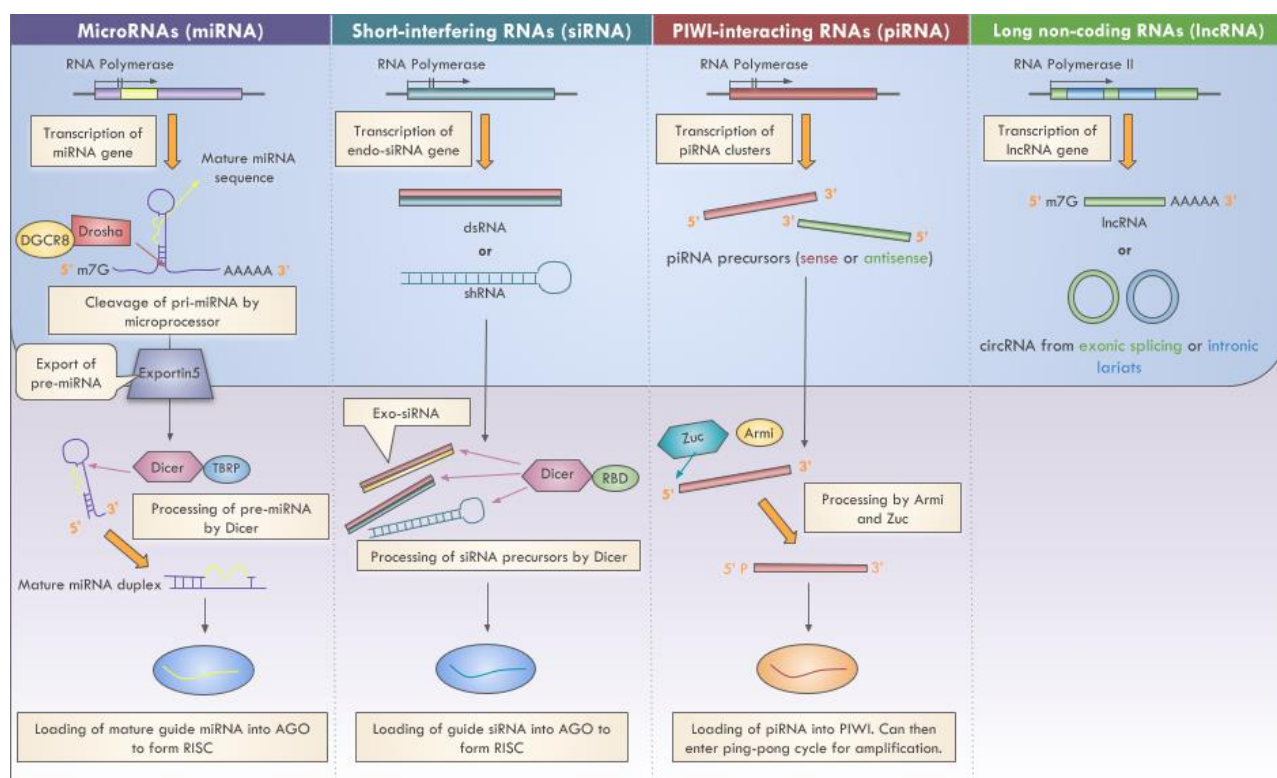 MicroRNAs (miRNA)
RNA Polymerase
Transcription of
miRNA gene
Mature miRNA
sequence
DGCR8
Drosha
5' m7G
AAAAA 3'
Cleavage of pri-miRNA by
microprocessor
Export of
pre-miRNA
Exportin5
Dicer
TBRP
5'
3'
Processing of pre-miRNA
by Dicer
Mature miRNA duplex
Loading of mature guide miRNA into AGO
to form RISC
Short-interfering RNAs (siRNA)
RNA Polymerase
Transcription of
endo-siRNA gene
dsRNA
or
shRNA
Exo-siRNA
Dicer
RBD
Processing of siRNA precursors by Dicer
Loading of guide siRNA into AGO to
form RISC
PIWI-interacting RNAs (piRNA)
RNA Polymerase
Transcription of
piRNA clusters
5'
3'
3'
5'
piRNA precursors (sense or antisense)
Zuc
Armi
5'
3'
Processing by Armi
and Zuc
5' P
3'
Loading of piRNA into PIWI. Can then
enter ping-pong cycle for amplification.
Long non-coding RNAs (lncRNA)
RNA Polymerase II
Transcription of
lncRNA gene
5' m7G
AAAAA 3'
lncRNA
or
circRNA from exonic splicing or intronic
lariats